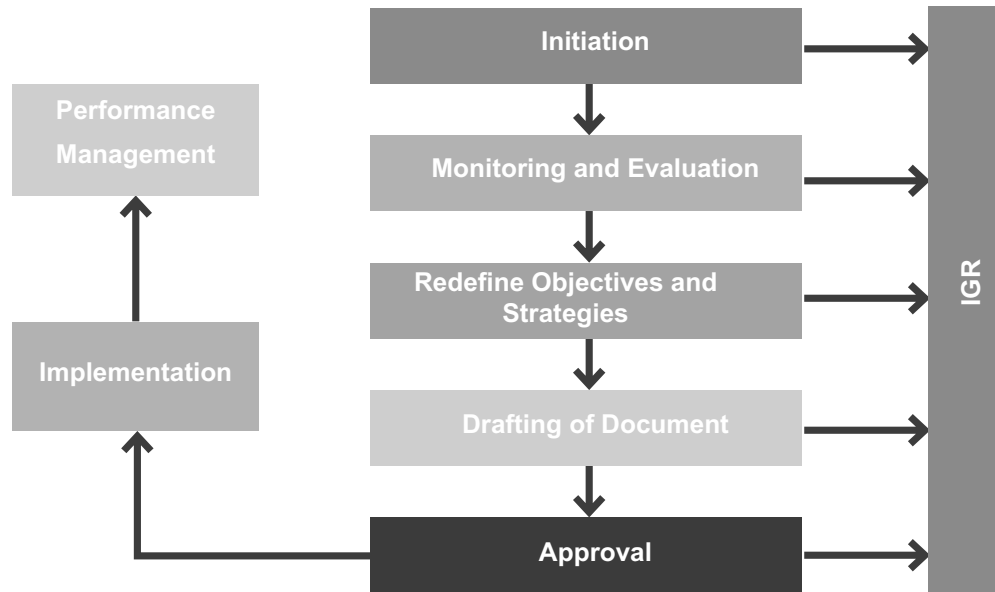 Initiation
Performance
Management
Monitoring and Evaluation
Redefine Objectives and
Strategies
IGR
Implementation
Drafting of Document
Approval